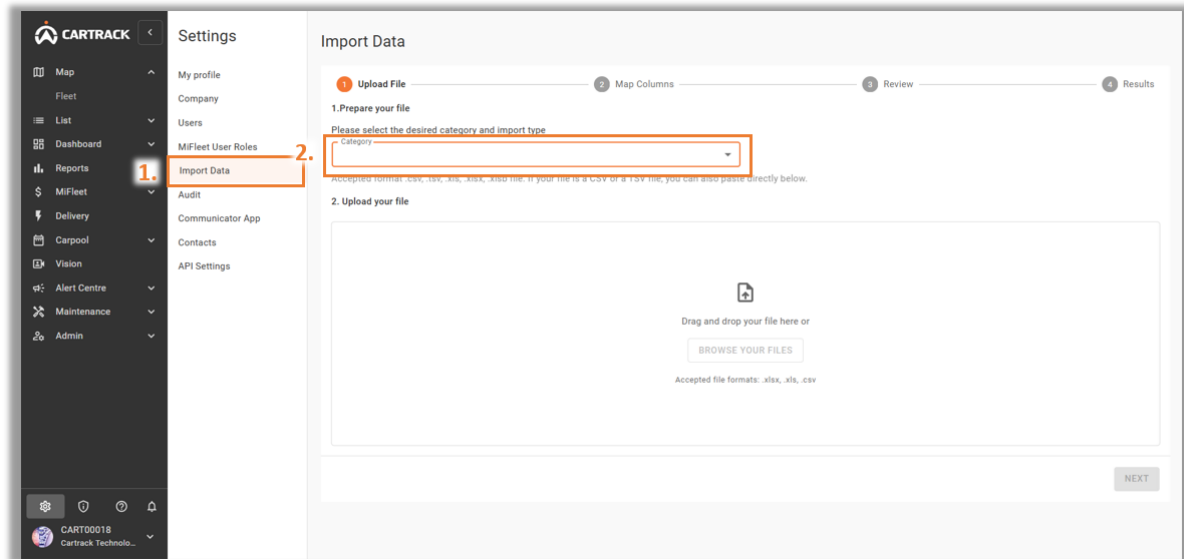 CARTRACK
Map
Fleet
List
Dashboard
Reports
MiFleet
Delivery
Carpool
Vision
Alert Centre
Maintenance
Admin
CART00018
Cartrack Technolo...
Settings
My profile
Company
Users
MiFleet User Roles
1.
Import Data
Audit
Communicator App
Contacts
API Settings
Import Data
1 Upload File
2 Map Columns
3 Review
4 Results
1.Prepare your file
Please select the desired category and import type
2.
Category
Accepted format .csv, .tsv, .xls, .xlsx, .xlsb file. If your file is a CSV or a TSV file, you can also paste directly below.
2. Upload your file
Drag and drop your file here or
BROWSE YOUR FILES
Accepted file formats: .xlsx, .xls, .csv
NEXT